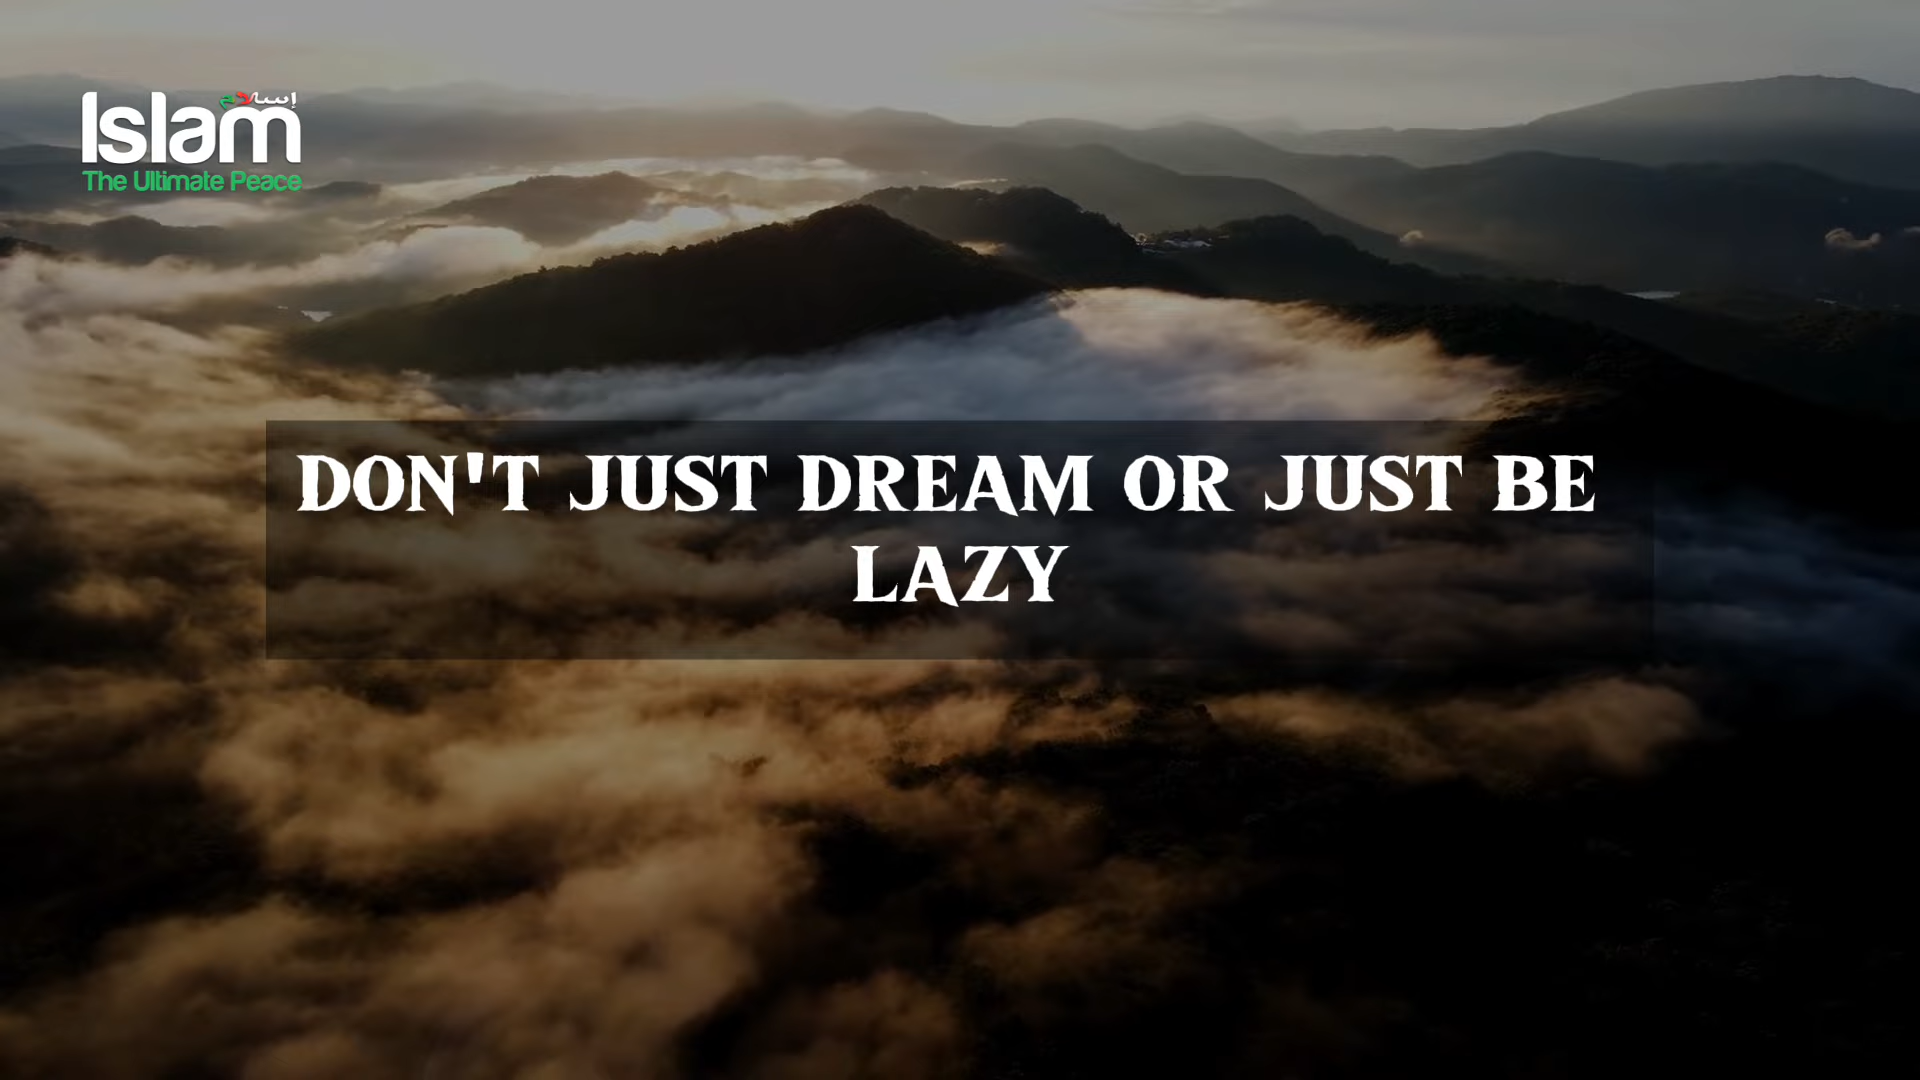 إسلام
Islam
The Ultimate Peace
DON'T JUST DREAM OR JUST BE
LAZY